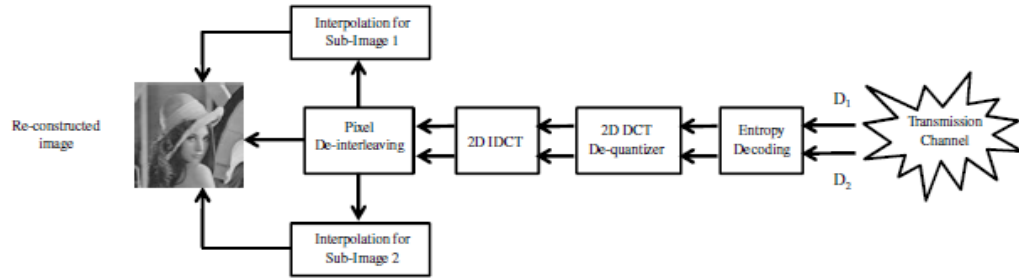 Interpolation for
Sub-Image 1
Re-constructed
image
Pixel
De-interleaving
2D IDCT
2D DCT
De-quantizer
Entropy
Decoding
D1
D2
Transmission
Channel
Interpolation for
Sub-Image 2